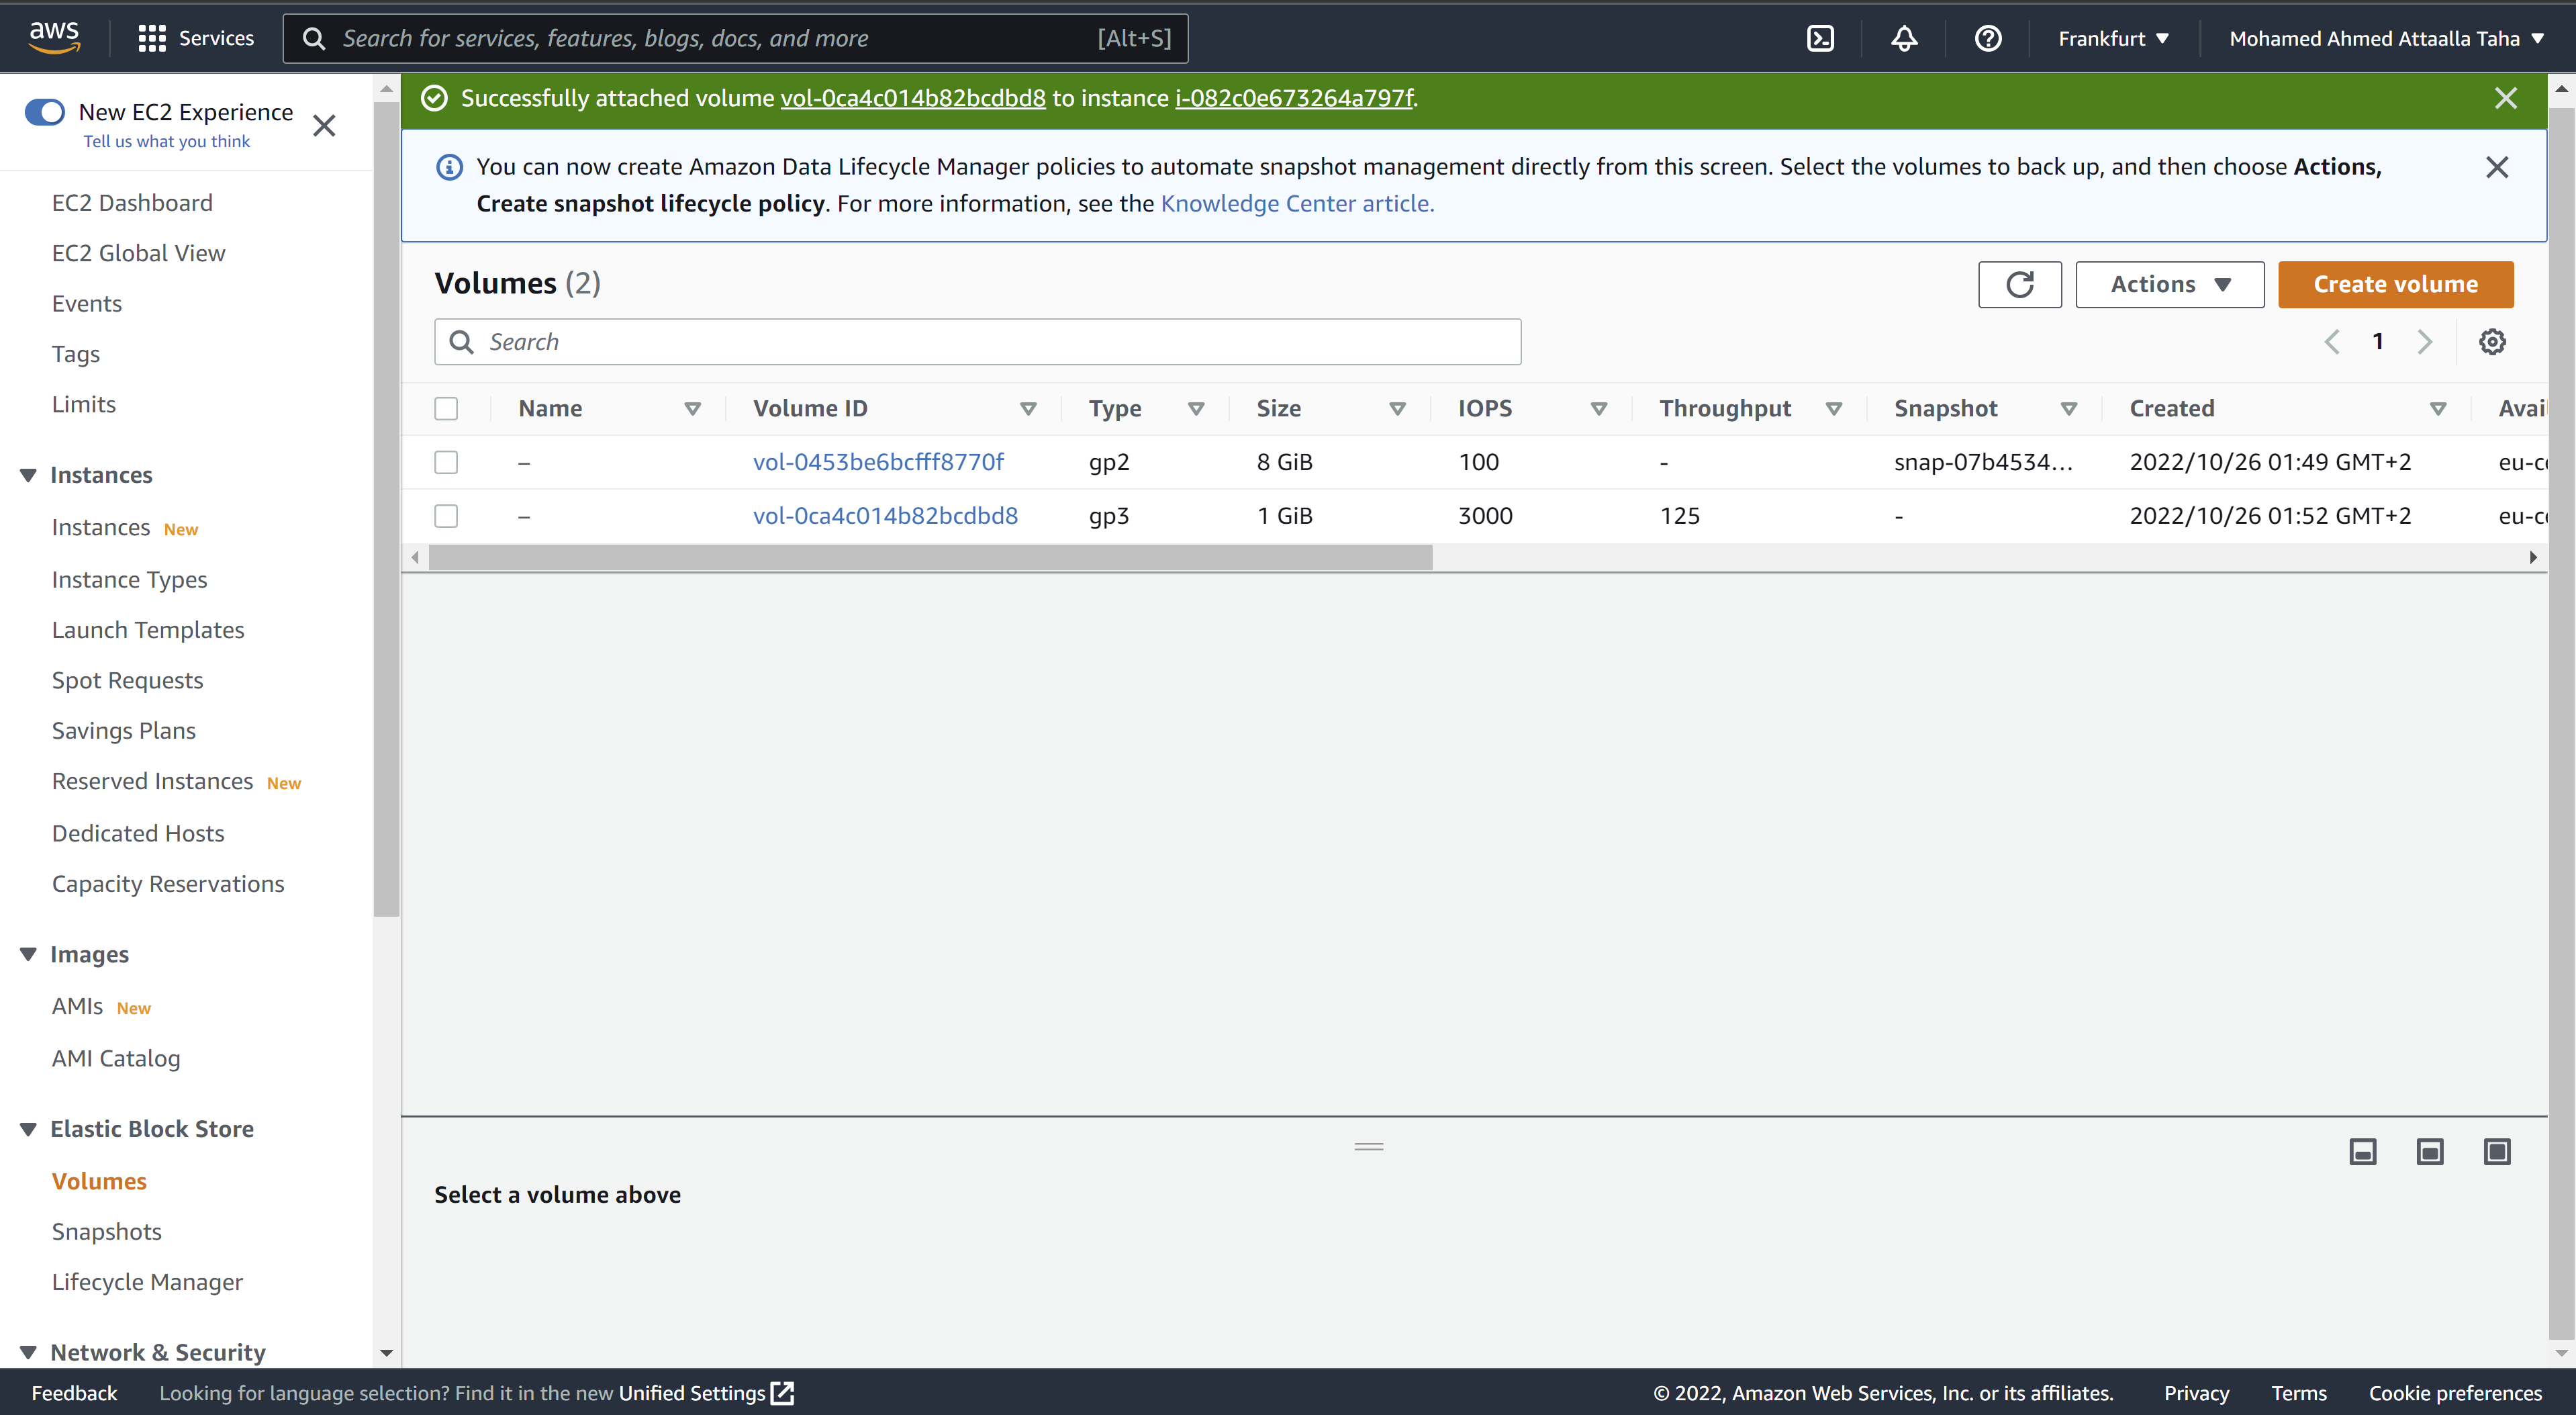 aws
Services
Search for services, features, blogs, docs, and more [Alt+S]
Frankfurt
Mohamed Ahmed Attaalla Taha
New EC2 Experience
Tell us what you think
EC2 Dashboard
EC2 Global View
Events
Tags
Limits
Instances
Instances New
Instance Types
Launch Templates
Spot Requests
Savings Plans
Reserved Instances New
Dedicated Hosts
Capacity Reservations
Images
AMIs New
AMI Catalog
Elastic Block Store
Volumes
Snapshots
Lifecycle Manager
Network & Security
Successfully attached volume vol-0ca4c014b82bcdbd8 to instance i-082c0e673264a797f.
You can now create Amazon Data Lifecycle Manager policies to automate snapshot management directly from this screen. Select the volumes to back up, and then choose Actions,
Create snapshot lifecycle policy. For more information, see the Knowledge Center article.
Volumes (2)
Actions
Create volume
Search
1
Name Volume ID Type Size IOPS Throughput Snapshot Created Avai
– vol-0453be6bcfff8770f gp2 8 GiB 100 - snap-07b4534... 2022/10/26 01:49 GMT+2 eu-c
– vol-0ca4c014b82bcdbd8 gp3 1 GiB 3000 125 - 2022/10/26 01:52 GMT+2 eu-c
Select a volume above
Feedback
Looking for language selection? Find it in the new Unified Settings
© 2022, Amazon Web Services, Inc. or its affiliates.
Privacy
Terms
Cookie preferences